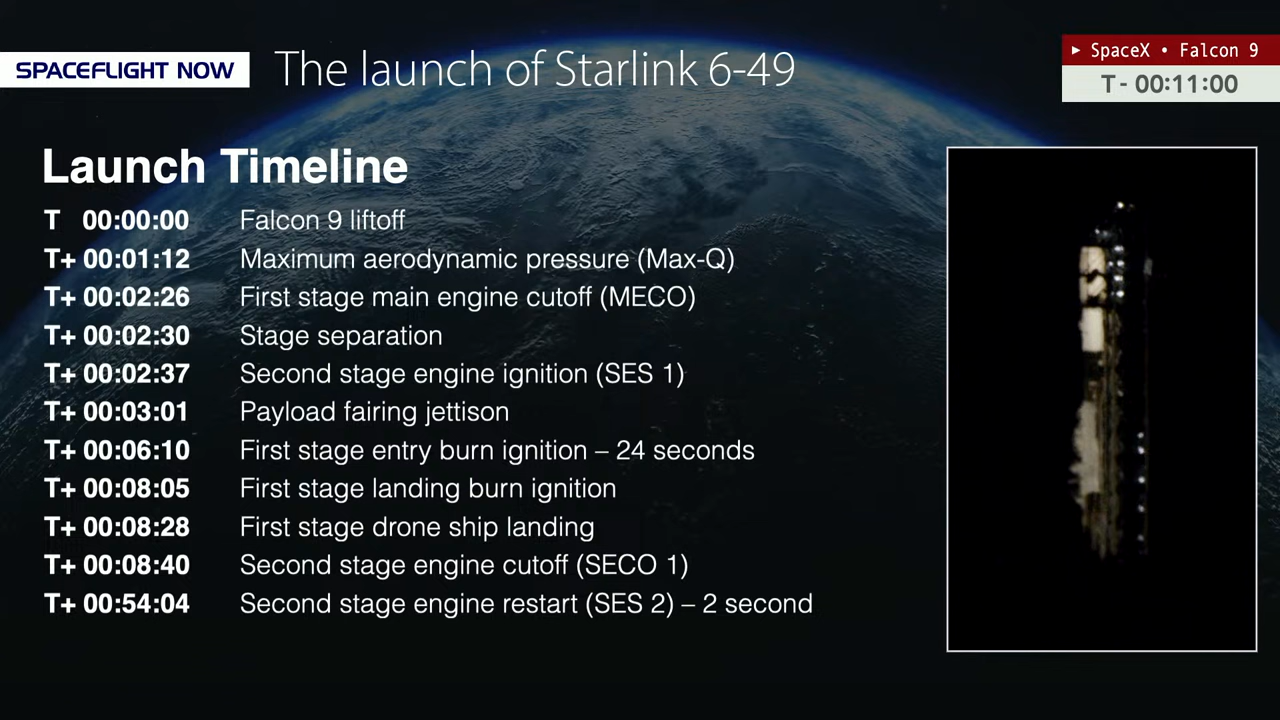 SPACEFLIGHT NOW
The launch of Starlink 6-49
▶ SpaceX • Falcon 9
T - 00:11:00
Launch Timeline
T 00:00:00 Falcon 9 liftoff
T+ 00:01:12 Maximum aerodynamic pressure (Max-Q)
T+ 00:02:26 First stage main engine cutoff (MECO)
T+ 00:02:30 Stage separation
T+ 00:02:37 Second stage engine ignition (SES 1)
T+ 00:03:01 Payload fairing jettison
T+ 00:06:10 First stage entry burn ignition – 24 seconds
T+ 00:08:05 First stage landing burn ignition
T+ 00:08:28 First stage drone ship landing
T+ 00:08:40 Second stage engine cutoff (SECO 1)
T+ 00:54:04 Second stage engine restart (SES 2) – 2 second